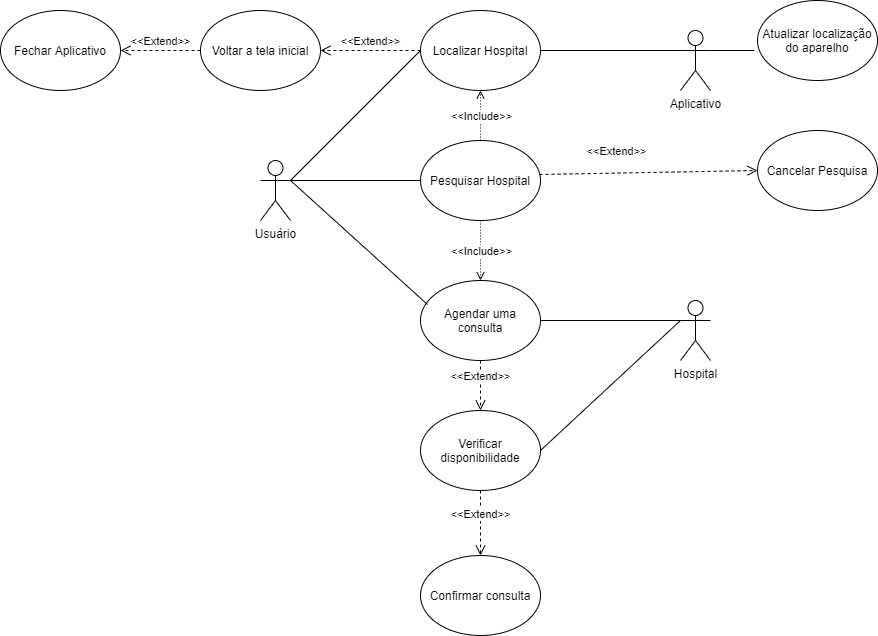 Fechar Aplicativo
<<Extend>>
Voltar a tela inicial
<<Extend>>
Localizar Hospital
Aplicativo
Atualizar localização
do aparelho
<<Include>>
Usuário
Pesquisar Hospital
<<Extend>>
Cancelar Pesquisa
<<Include>>
Agendar uma
consulta
Hospital
<<Extend>>
Verificar
disponibilidade
<<Extend>>
Confirmar consulta